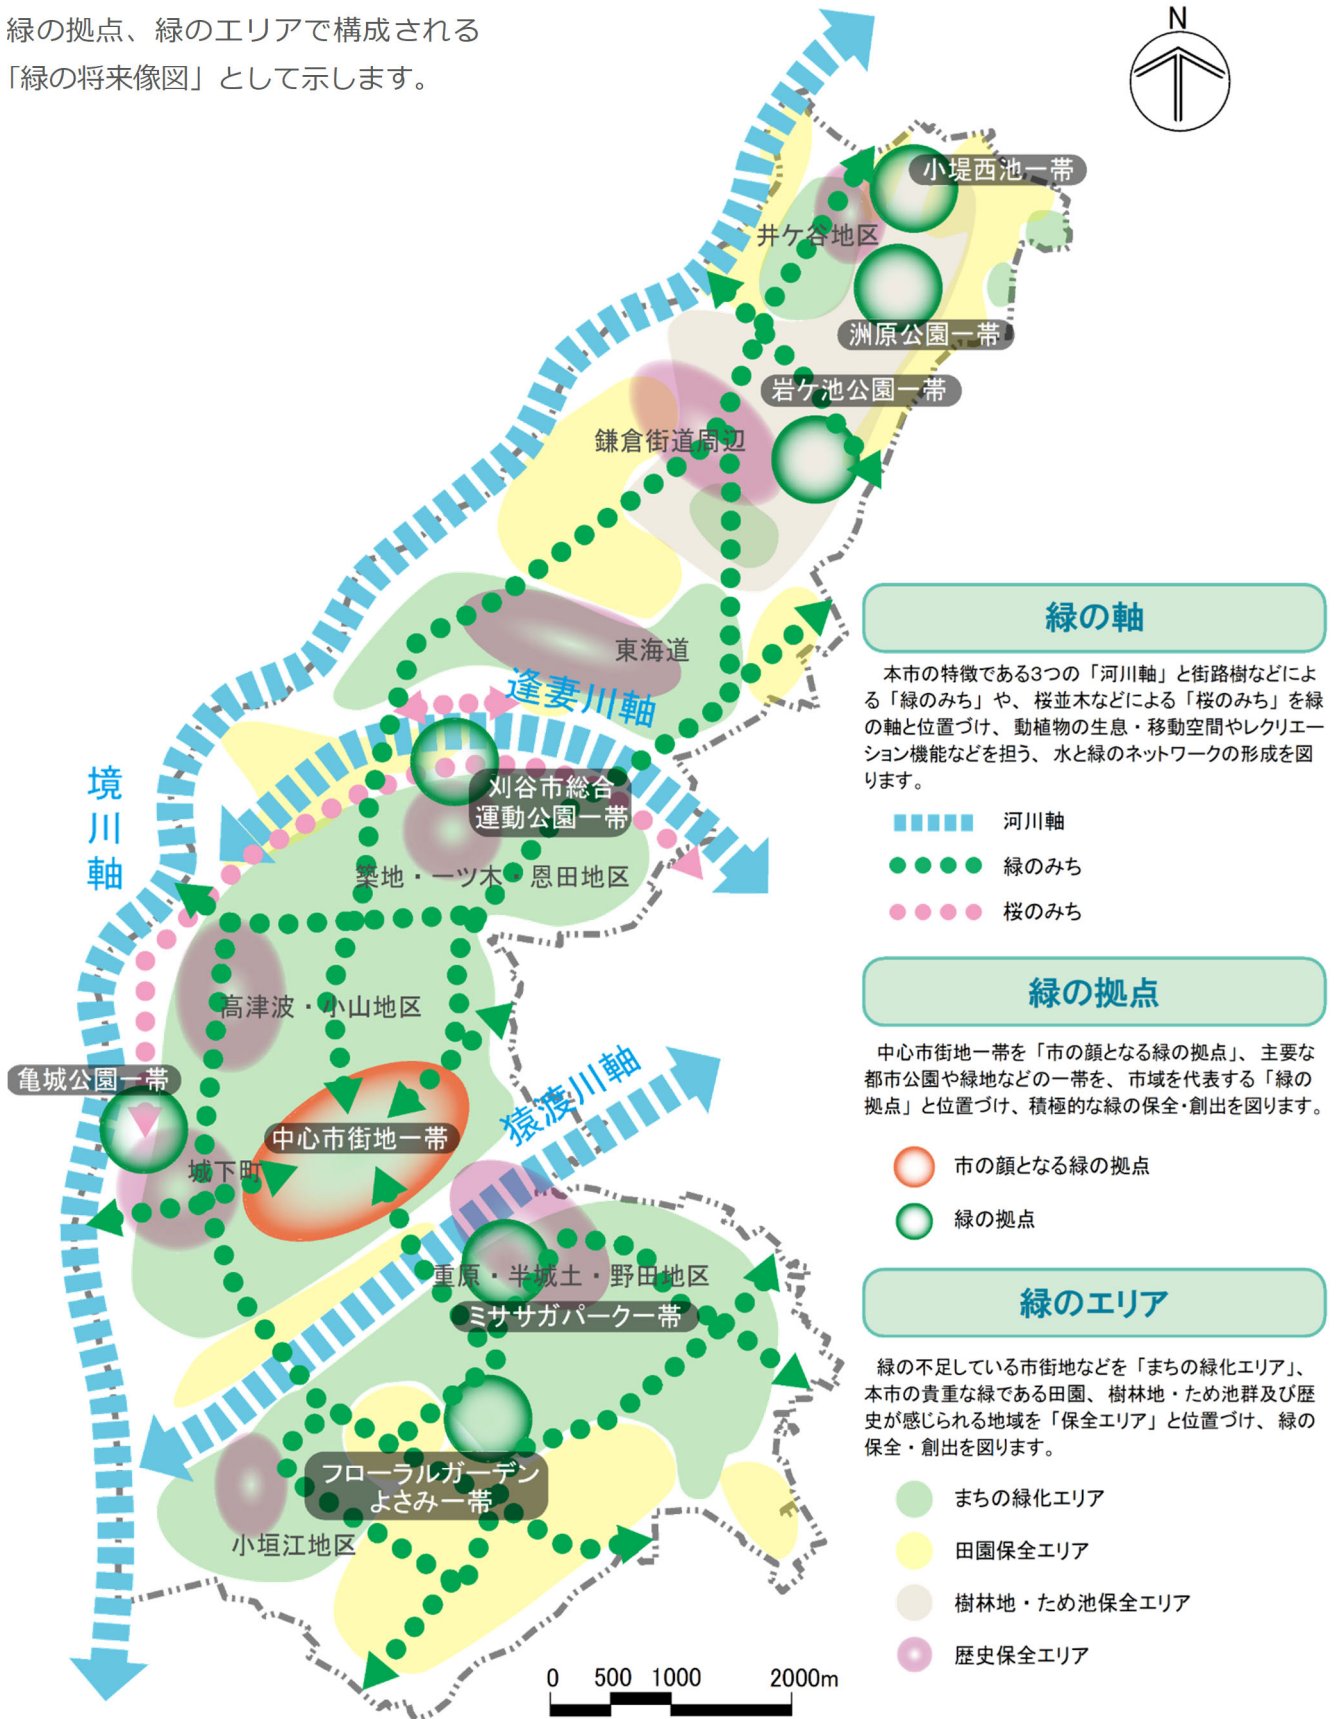 緑の拠点、緑のエリアで構成される
「緑の将来像図」として示します。
N
小堤西池一帯
井ケ谷地区
洲原公園一帯
岩ケ池公園一帯
鎌倉街道周辺
東海道
逢妻川軸
境川軸
刈谷市総合
運動公園一帯
築地・一ツ木・恩田地区
高津波・小山地区
亀城公園一帯
猿渡川軸
中心市街地一帯
城下町
重原・半城土・野田地区
ミササガパーク一帯
フローラルガーデン
よさみ一帯
小垣江地区
0 500 1000 2000m
緑の軸
本市の特徴である3つの「河川軸」と街路樹などによ
る「緑のみち」や、桜並木などによる「桜のみち」を緑
の軸と位置づけ、動植物の生息・移動空間やレクリエー
ション機能などを担う、水と緑のネットワークの形成を図
ります。
河川軸
緑のみち
桜のみち
緑の拠点
中心市街地一帯を「市の顔となる緑の拠点」、主要な
都市公園や緑地などの一帯を、市域を代表する「緑の
拠点」と位置づけ、積極的な緑の保全・創出を図ります。
市の顔となる緑の拠点
緑の拠点
緑のエリア
緑の不足している市街地などを「まちの緑化エリア」、
本市の貴重な緑である田園、樹林地・ため池群及び歴
史が感じられる地域を「保全エリア」と位置づけ、緑の
保全・創出を図ります。
まちの緑化エリア
田園保全エリア
樹林地・ため池保全エリア
歴史保全エリア